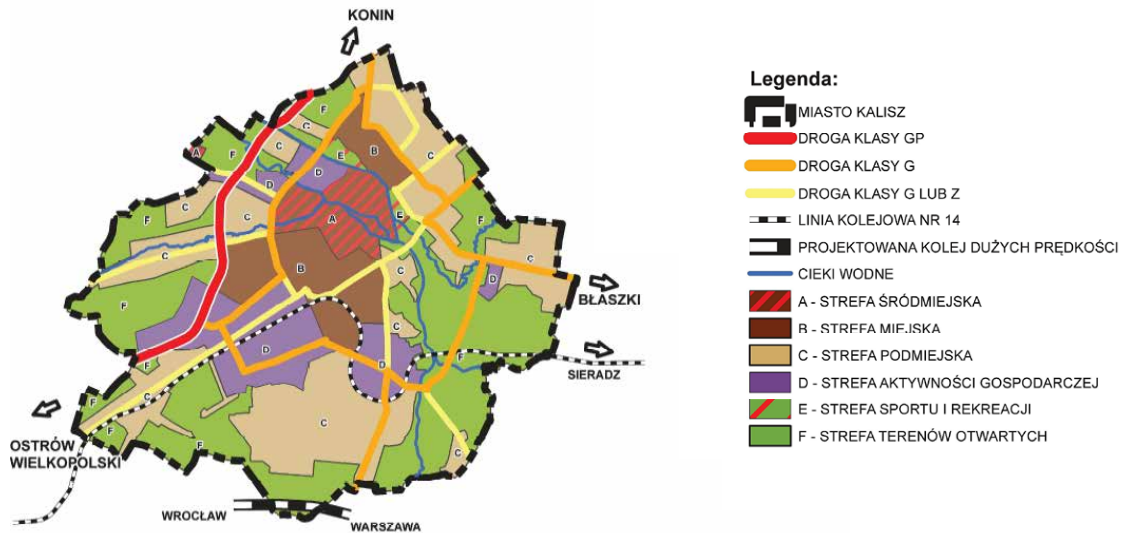 KONIN
F
C
F
C
E
B
C
A
F
D
D
C
F
C
C
A
E
F
C
C
D
BŁASZKI
B
C
F
C
D
D
F
SIERADZ
F
C
F
F
F
C
C
F
OSTRÓW
WIELKOPOLSKI
WROCŁAW
WARSZAWA
Legenda:
MIASTO KALISZ
DROGA KLASY GP
DROGA KLASY G
DROGA KLASY G LUB Z
LINIA KOLEJOWA NR 14
PROJEKTOWANA KOLEJ DUŻYCH PRĘDKOŚCI
CIEKI WODNE
A - STREFA ŚRÓDMIEJSKA
B - STREFA MIEJSKA
C - STREFA PODMIEJSKA
D - STREFA AKTYWNOŚCI GOSPODARCZEJ
E - STREFA SPORTU I REKREACJI
F - STREFA TERENÓW OTWARTYCH